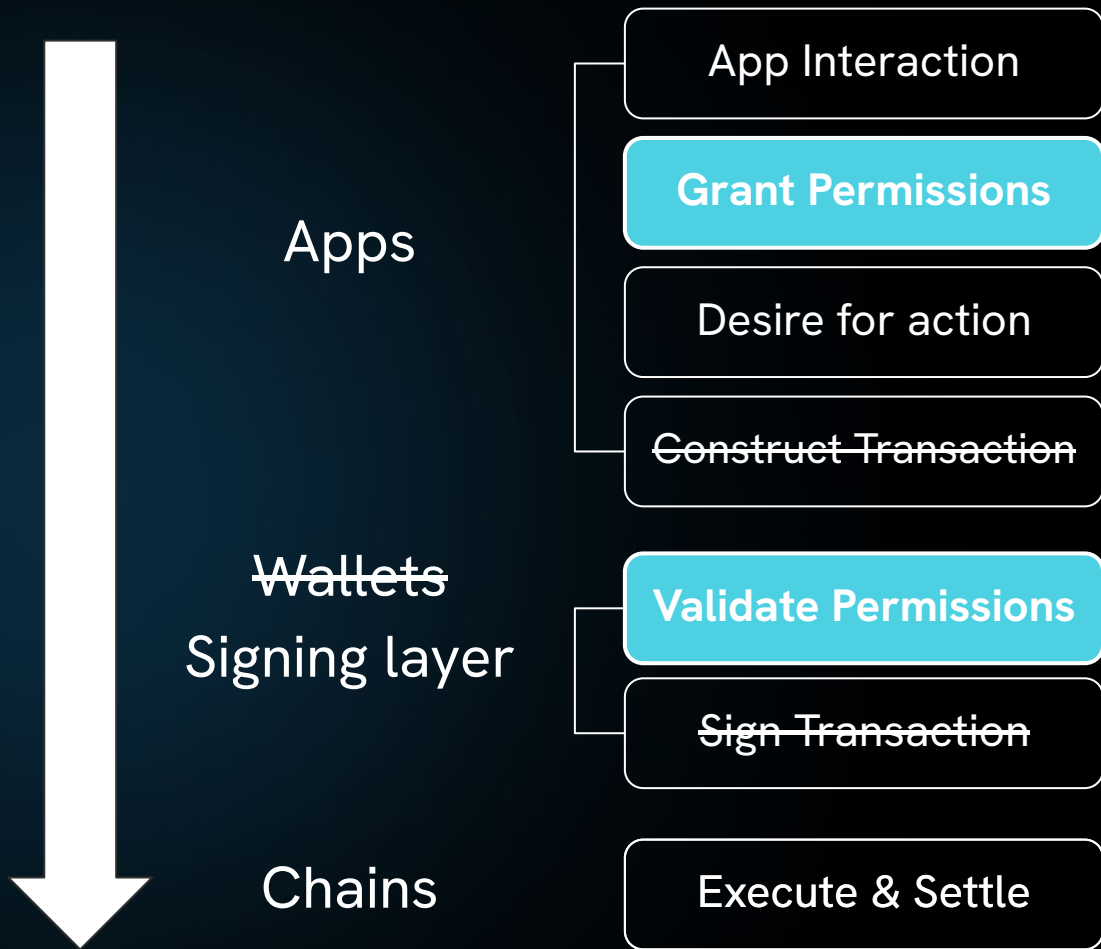 App Interaction
Grant Permissions
Apps
Desire for action
Construct Transaction
Wallets
Signing layer
Validate Permissions
Sign Transaction
Chains
Execute & Settle